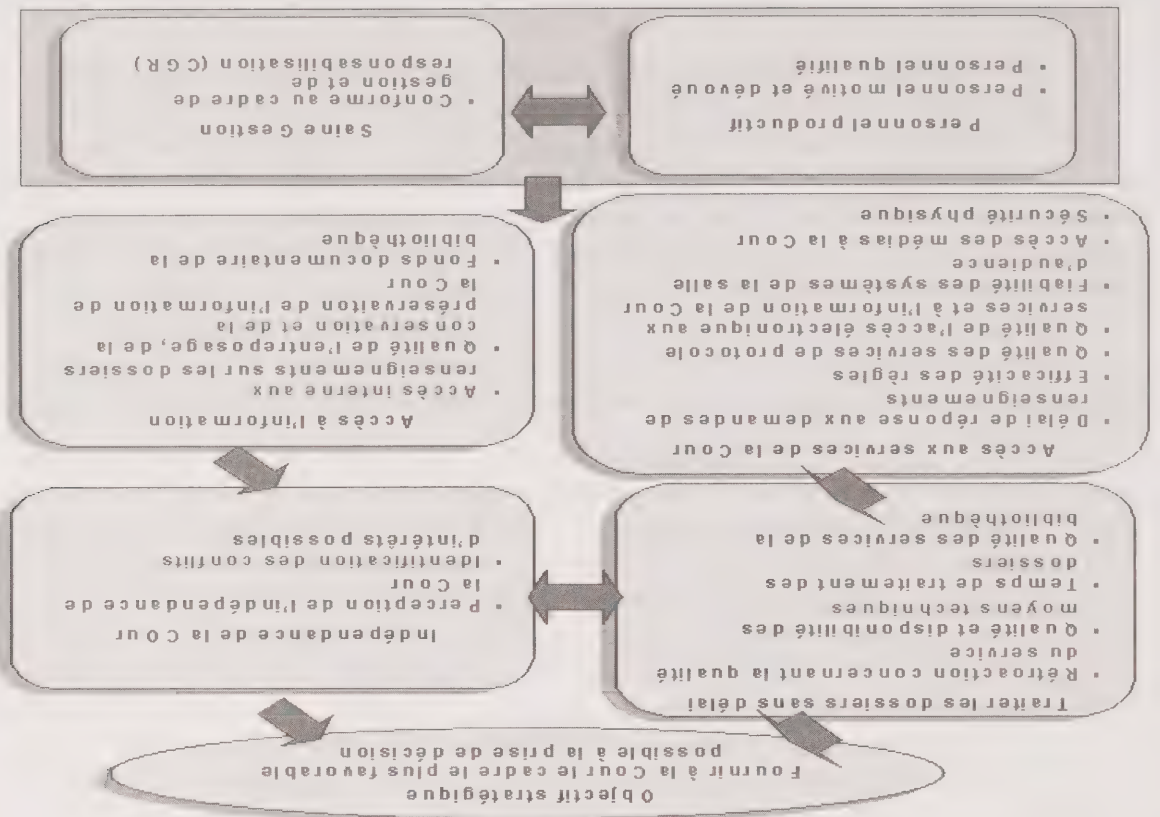 Objectif stratégique
Fournir à la Cour le cadre le plus favorable
possible à la prise de décision
Traiter les dossiers sans délai
• Rétroaction concernant la qualité
du service
• Qualité et disponibilité des
moyens techniques
• Temps de traitement des
dossiers
• Qualité des services de la
bibliothèque
Indépendance de la COur
• Perception de l'indépendance de
la Cour
• Identification des conflits
d'intérêts possibles
Accès aux services de la Cour
• Délai de réponse aux demandes de
renseignements
• Efficacité des règles
• Qualité des services de protocole
• Qualité de l'accès électronique aux
services et à l'information de la Cour
• Fiabilité des systèmes de la salle
d'audience
• Accès des médias à la Cour
• Sécurité physique
Accès à l'information
• Accès interne aux
renseignements sur les dossiers
• Qualité de l'entreposage, de la
conservation et de la
préservaiton de l'information de
la Cour
• Fonds documentaire de la
bibliothèque
Personnel productif
• Personnel motivé et dévoué
• Personnel qualifié
Saine Gestion
• Conforme au cadre de
gestion et de
responsabilisation (CGR)